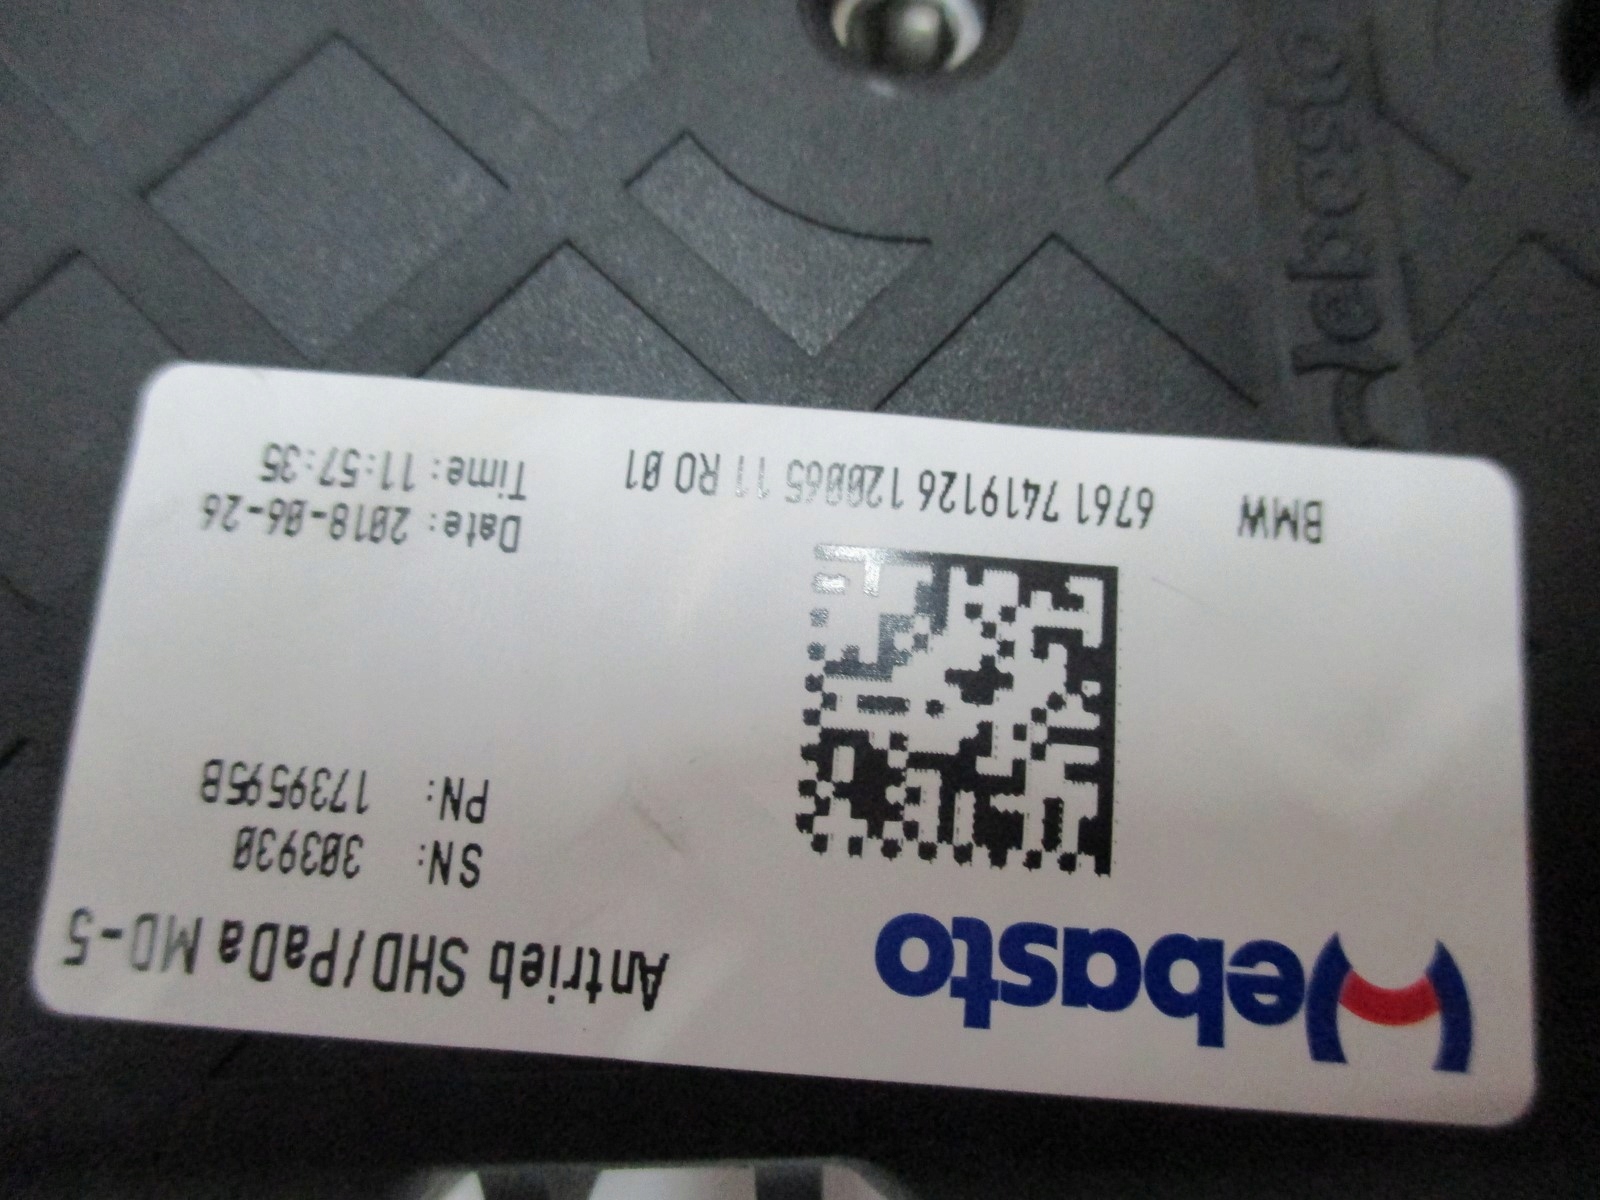 Webasto
Antrieb SHD/PaDa MD-5
SN: 303930
PN: 1739595B
Date: 2018-06-26
Time: 11:57:35
BMW 6761 7419126 120065 11 RO 01
Webasto